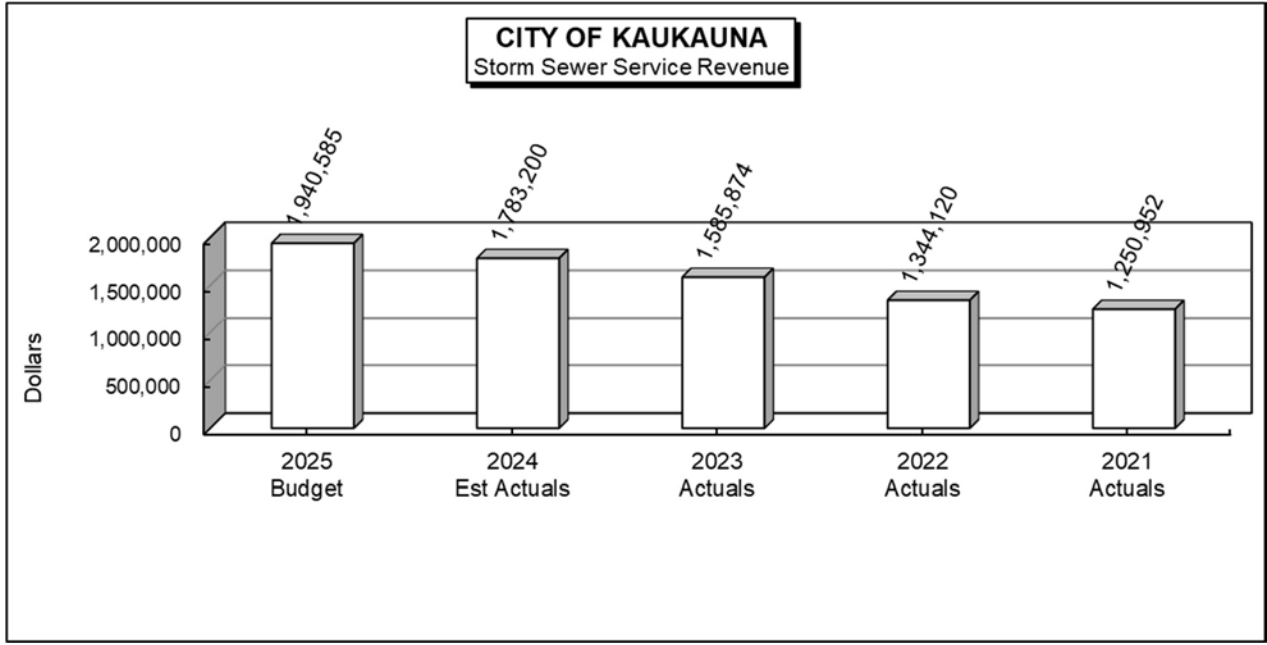 CITY OF KAUKAUNA
Storm Sewer Service Revenue
1,940,585
1,783,200
1,585,874
1,344,120
1,250,952
2,000,000
1,500,000
1,000,000
500,000
0
Dollars
2025
Budget
2024
Est Actuals
2023
Actuals
2022
Actuals
2021
Actuals